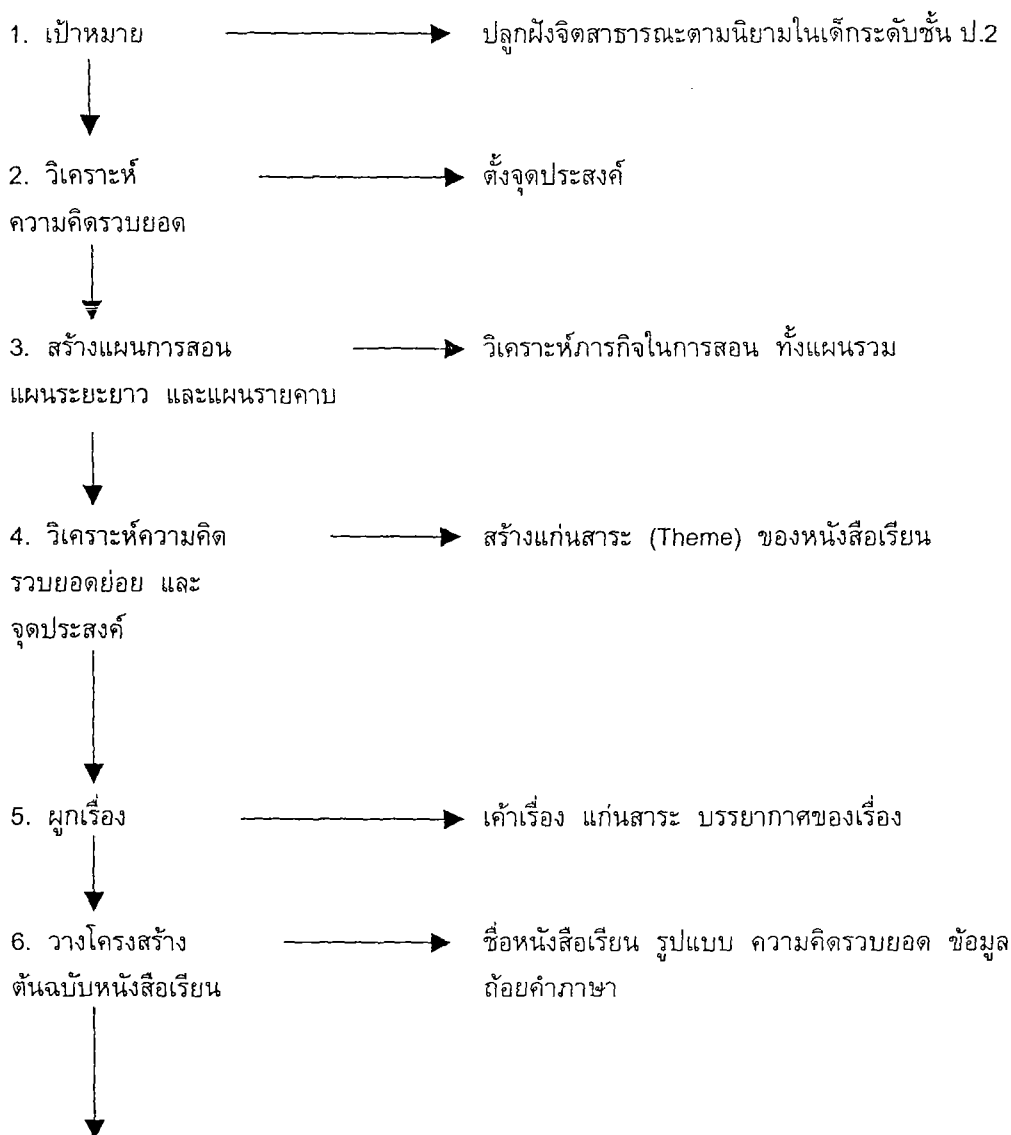 1. เป้าหมาย ปลูกฝังจิตสาธารณะตามนิยามในเด็กระดับชั้น ป.2
2. วิเคราะห์ ตั้งจุดประสงค์
ความคิดรวบยอด
3. สร้างแผนการสอน วิเคราะห์ภารกิจในการสอน ทั้งแผนรวม
แผนระยะยาว และแผนรายคาบ
4. วิเคราะห์ความคิด สร้างแก่นสาระ (Theme) ของหนังสือเรียน
รวบยอดย่อย และ
จุดประสงค์
5. ผูกเรื่อง เค้าเรื่อง แก่นสาระ บรรยากาศของเรื่อง
6. วางโครงสร้าง ชื่อหนังสือเรียน รูปแบบ ความคิดรวบยอด ข้อมูล
ต้นฉบับหนังสือเรียน ถ้อยคำภาษา